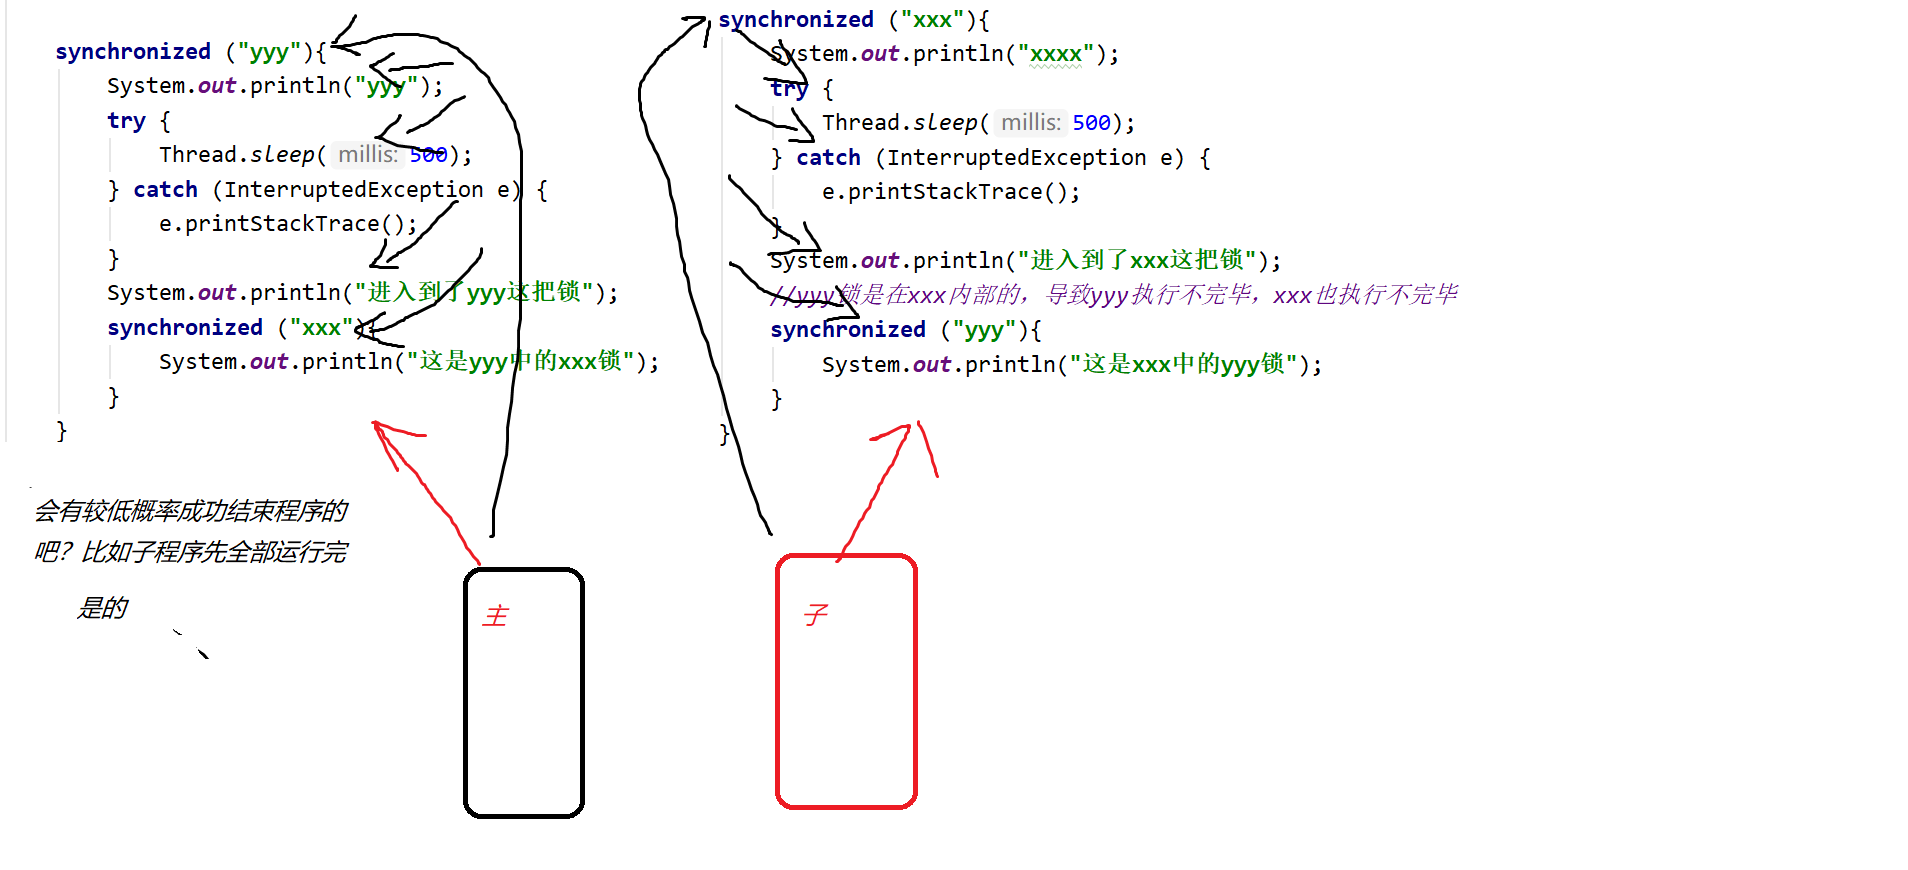 synchronized ("yyy"){
System.out.println("yyy");
try {
Thread.sleep( millis: 500);
} catch (InterruptedException e) {
e.printStackTrace();
}
System.out.println("进入到了yyy这把锁");
synchronized ("xxx"){
System.out.println("这是yyy中的xxx锁");
}
}
synchronized ("xxx"){
System.out.println("xxxx");
try {
Thread.sleep( millis: 500);
} catch (InterruptedException e) {
e.printStackTrace();
}
System.out.println("进入到了xxx这把锁");
//yyy锁是在xxx内部的，导致yyy执行不完毕，xxx也执行不完毕
synchronized ("yyy"){
System.out.println("这是xxx中的yyy锁");
}
}
会有较低概率成功结束程序的
吧？比如子程序先全部运行完
是的
主
子